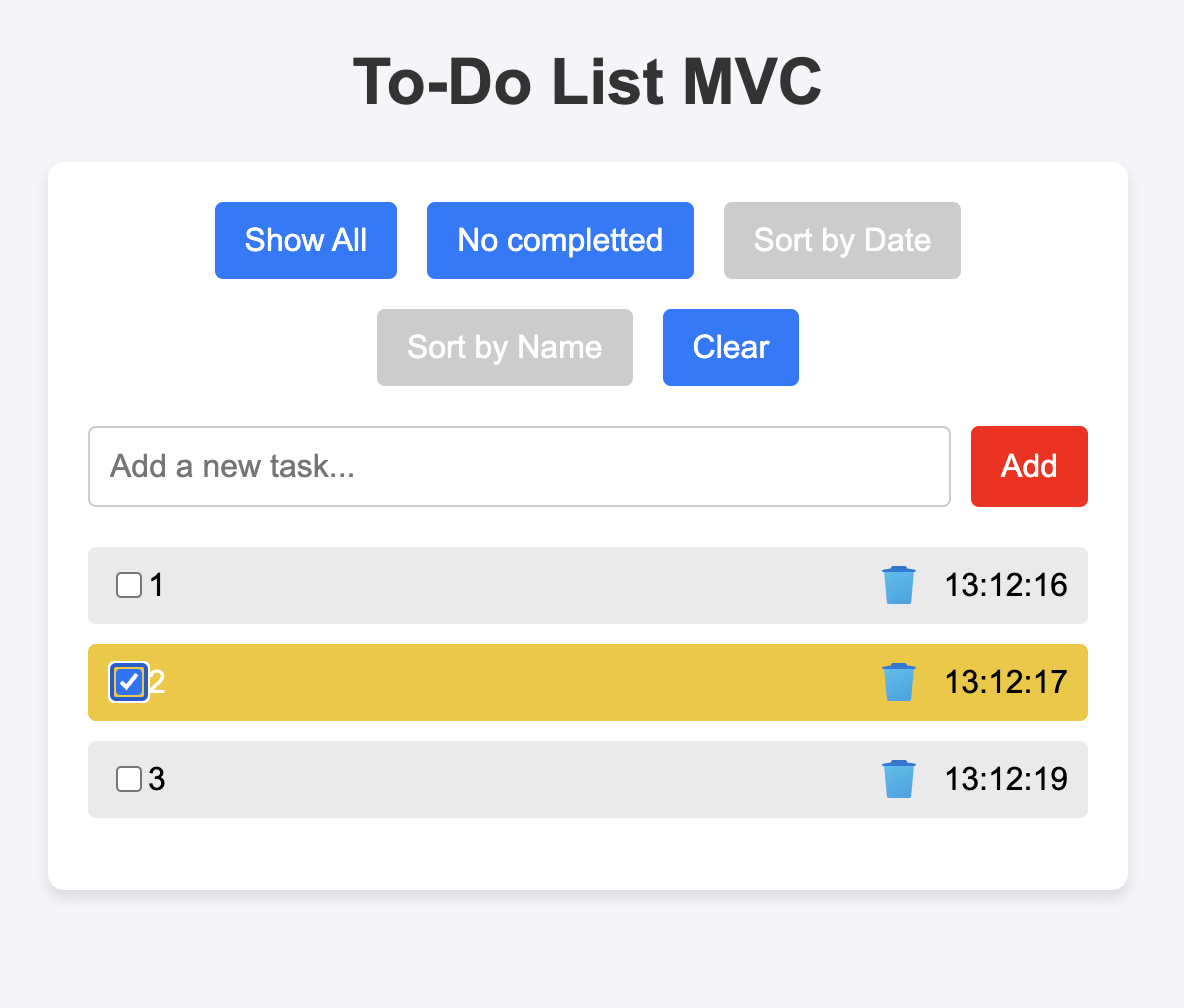 To-Do List MVC
Show All No completted Sort by Date
Sort by Name Clear
Add a new task... Add
1 13:12:16
2 13:12:17
3 13:12:19